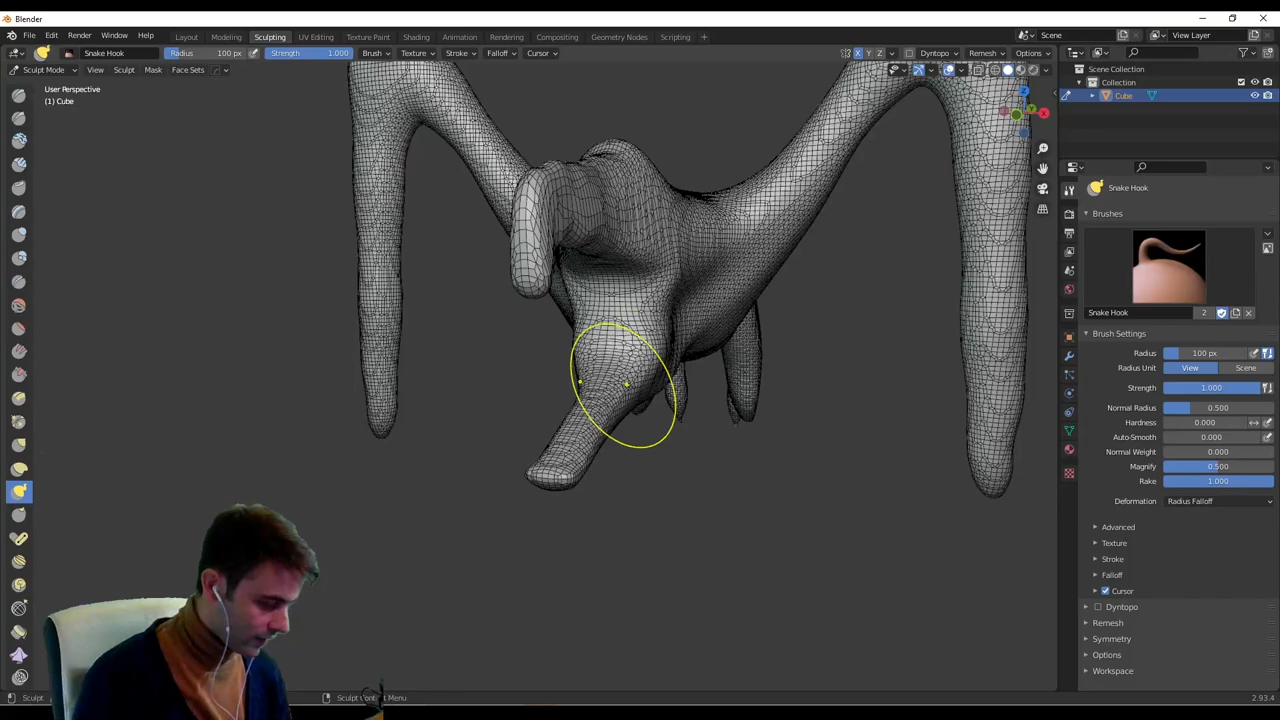 Blender
File Edit Render Window Help Layout Modeling Sculpting UV Editing Texture Paint Shading Animation Rendering Compositing Geometry Nodes Scripting + Scene View Layer
Snake Hook Radius 100 px Strength 1.000 Brush Texture Stroke Falloff Cursor X Y Z Dyntopo Remesh Options
Sculpt Mode View Sculpt Mask Face Sets
User Perspective
(1) Cube
Scene Collection
Collection
Cube
Snake Hook
Brushes
Snake Hook 2
Brush Settings
Radius 100 px
Radius Unit View Scene
Strength 1.000
Normal Radius 0.500
Hardness 0.000
Auto-Smooth 0.000
Normal Weight 0.000
Magnify 0.500
Rake 1.000
Deformation Radius Falloff
Advanced
Texture
Stroke
Falloff
Cursor
Dyntopo
Remesh
Symmetry
Options
Workspace
Sculpt Sculpt Context Menu 2.93.4